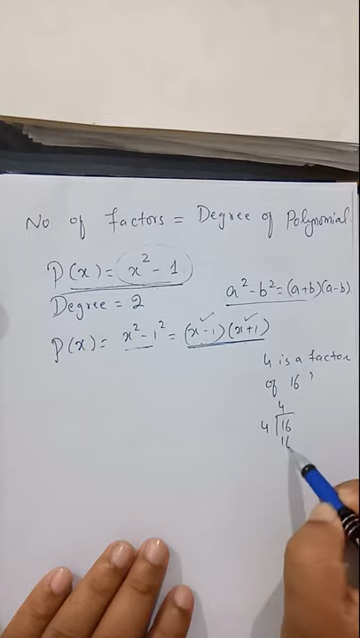 No of factors = Degree of Polynomial
P(x) = x² - 1
Degree = 2
a² - b² = (a+b)(a-b)
P(x) = x² - 1² = (x-1)(x+1)
4 is a factor
of 16 ?
4
4 16
16